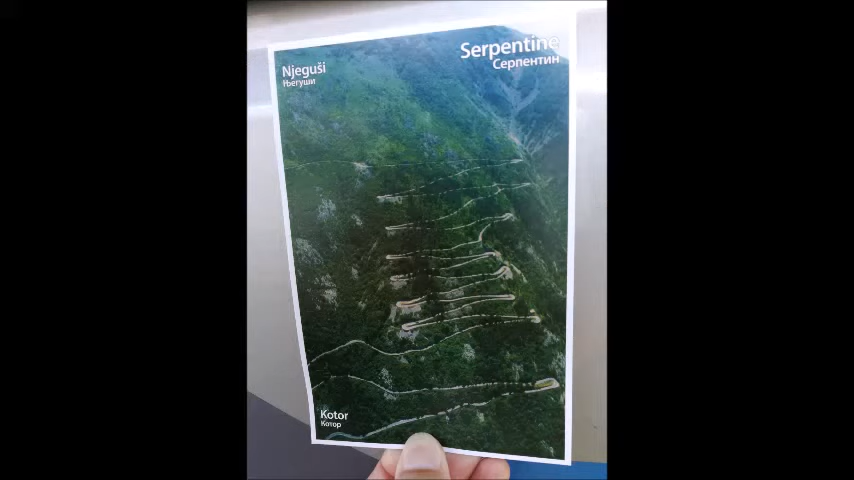 Serpentine
Серпентин
Njeguši
Његуши
Kotor
Котор